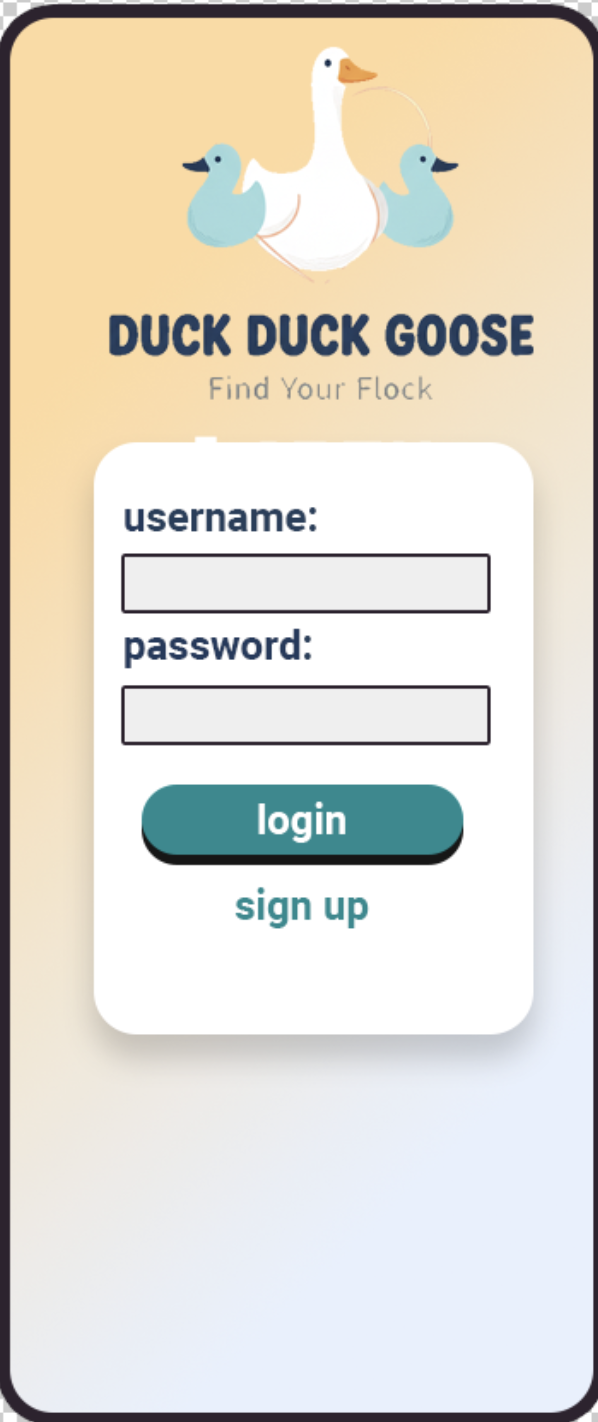 DUCK DUCK GOOSE
Find Your Flock
username:
password:
login
sign up